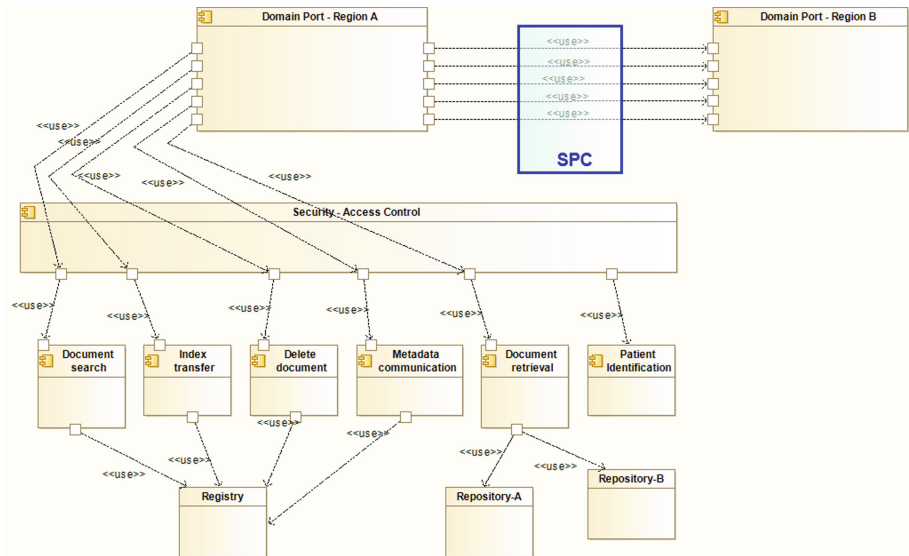 Domain Port - Region A
Domain Port - Region B
<<use>>
<<use>>
<<use>>
<<use>>
<<use>>
SPC
<<use>>
<<use>>
<<use>>
<<use>>
<<use>>
Security - Access Control
<<use>>
<<use>>
<<use>>
<<use>>
<<use>>
<<use>>
Document
search
Index
transfer
Delete
document
Metadata
communication
Document
retrieval
Patient
Identification
<<use>>
<<use>>
<<use>>
<<use>>
<<use>>
<<use>>
Registry
Repository-A
Repository-B